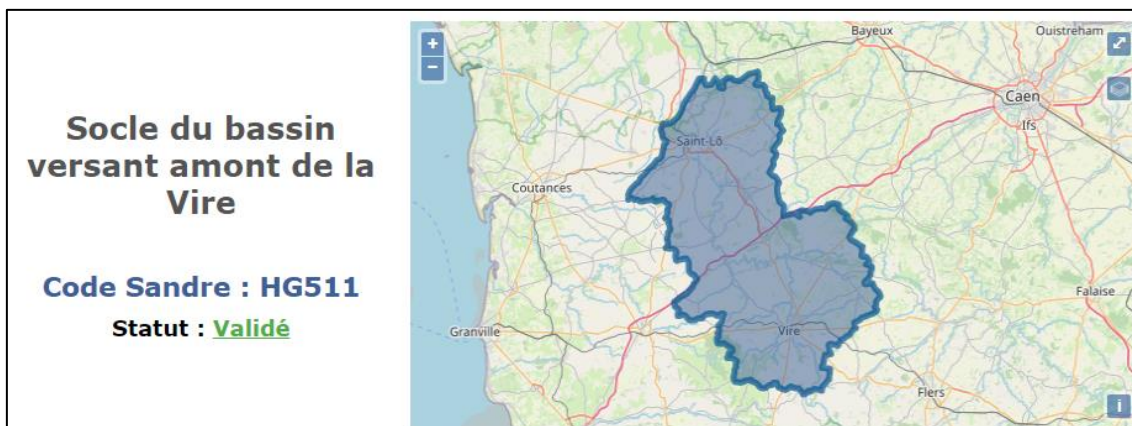 Socle du bassin
versant amont de la
Vire
Code Sandre : HG511
Statut : Validé
+
−
Bayeux
Ouistreham
Caen
Ifs
Saint-Lô
Coutances
Granville
Vire
Falaise
Flers
i